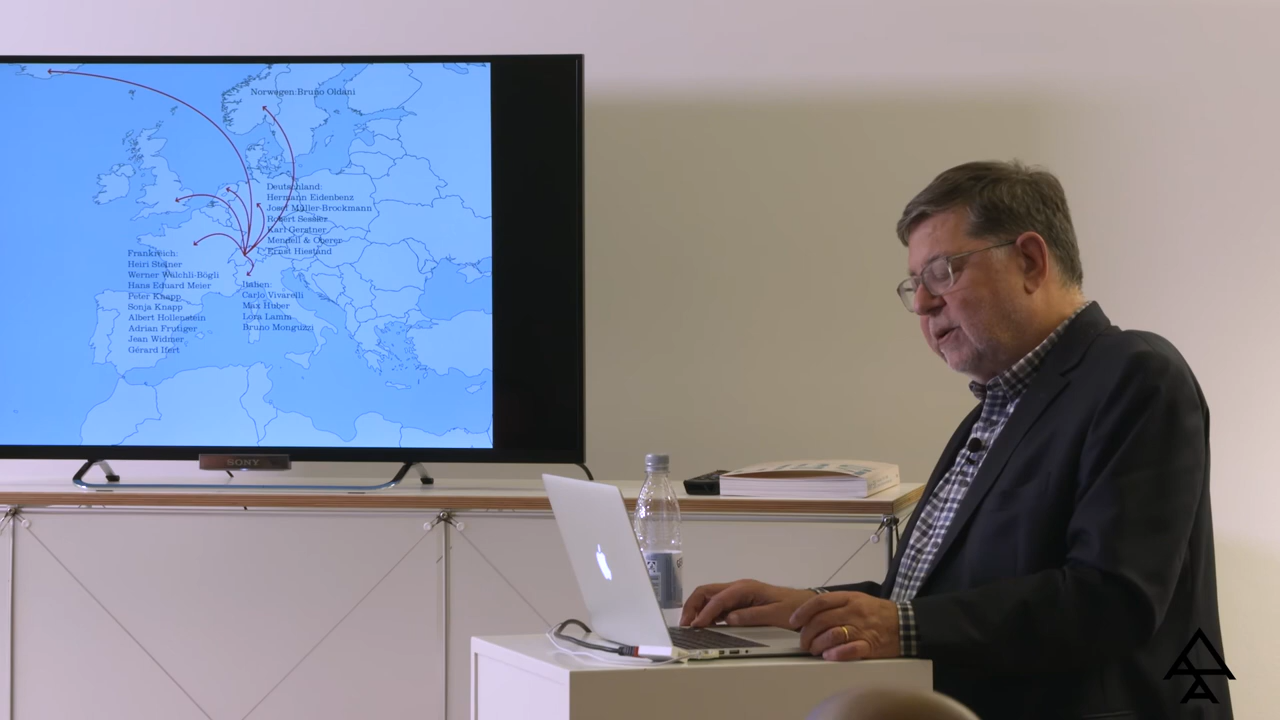 Norwegen:Bruno Oldani
Deutschland:
Hermann Eidenbenz
Josef Müller-Brockmann
Robert Sessler
Karl Gerstner
Mendell & Oberer
Ernst Hiestand
Frankreich:
Heiri Steiner
Werner Wälchli-Bögli
Hans Eduard Meier
Peter Knapp
Sonja Knapp
Albert Hollenstein
Adrian Frutiger
Jean Widmer
Gérard Ifert
Italien:
Carlo Vivarelli
Max Huber
Lora Lamm
Bruno Monguzzi
SONY